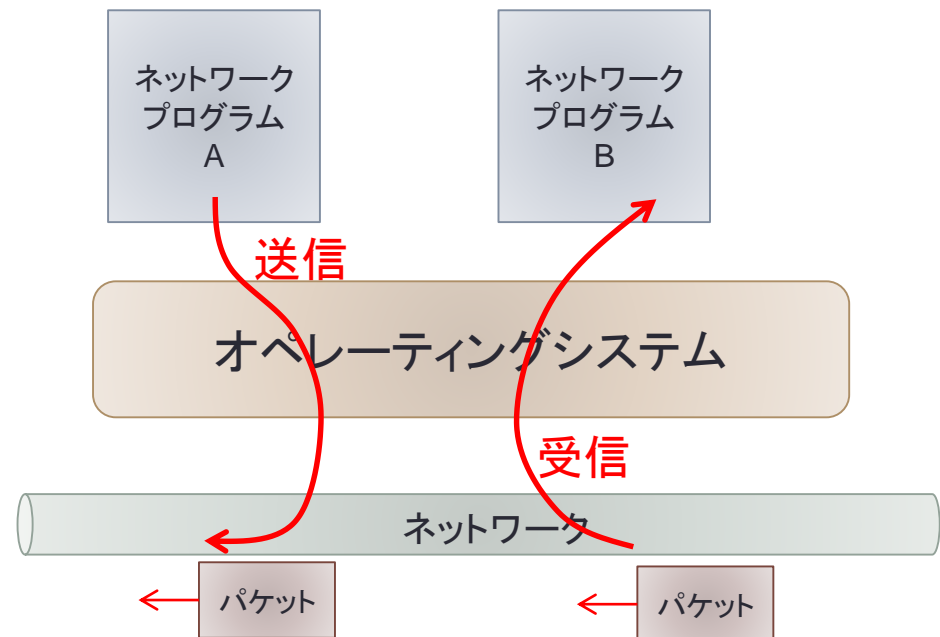 ネットワーク
プログラム
A
ネットワーク
プログラム
B
送信
オペレーティングシステム
受信
ネットワーク
パケット
パケット